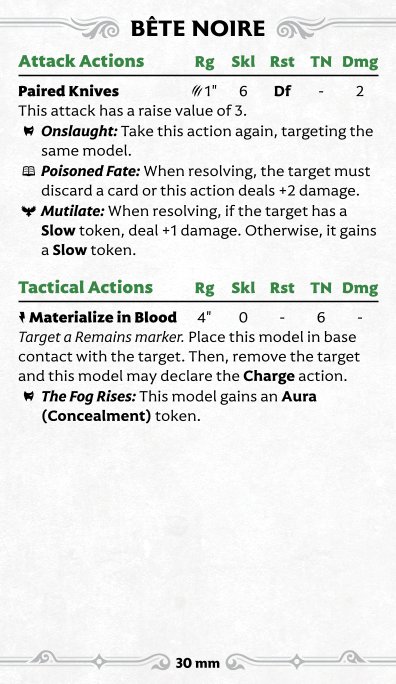 BÊTE NOIRE
Attack Actions Rg Skl Rst TN Dmg
Paired Knives 1" 6 Df - 2
This attack has a raise value of 3.
Onslaught: Take this action again, targeting the
same model.
Poisoned Fate: When resolving, the target must
discard a card or this action deals +2 damage.
Mutilate: When resolving, if the target has a
Slow token, deal +1 damage. Otherwise, it gains
a Slow token.
Tactical Actions Rg Skl Rst TN Dmg
Materialize in Blood 4" 0 - 6 -
Target a Remains marker. Place this model in base
contact with the target. Then, remove the target
and this model may declare the Charge action.
The Fog Rises: This model gains an Aura
(Concealment) token.
30 mm